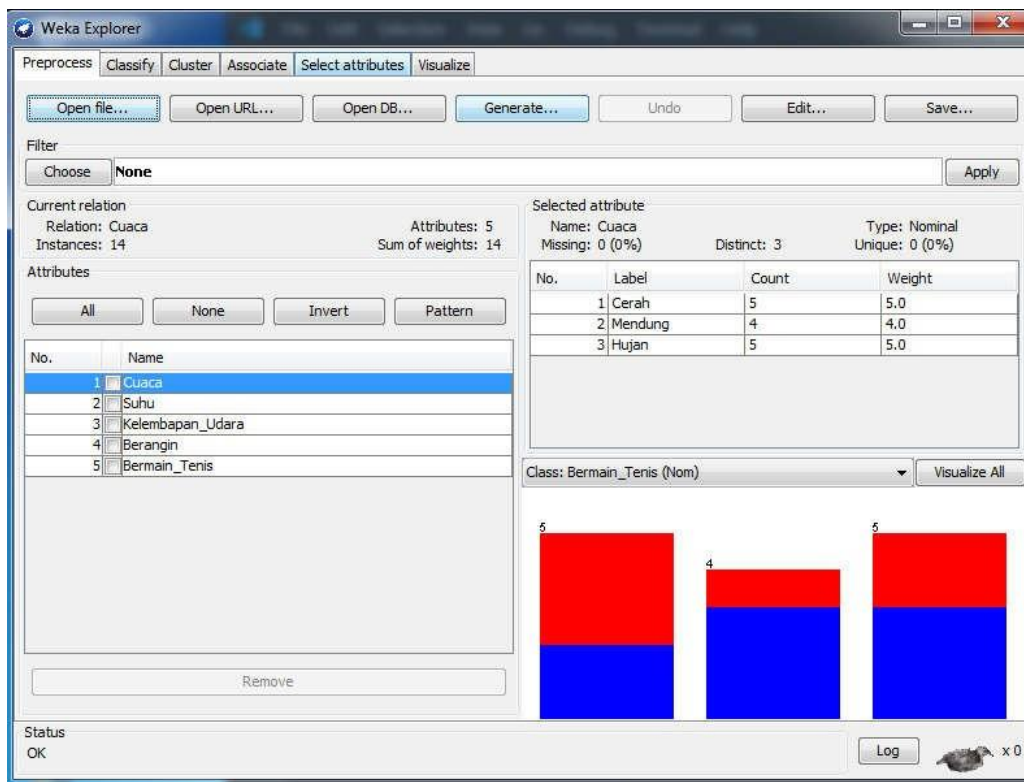 Weka Explorer
Preprocess Classify Cluster Associate Select attributes Visualize
Open file... Open URL... Open DB... Generate... Undo Edit... Save...
Filter
Choose None Apply
Current relation
Relation: Cuaca Attributes: 5
Instances: 14 Sum of weights: 14
Attributes
All None Invert Pattern
No. Name
1 Cuaca
2 Suhu
3 Kelembapan_Udara
4 Berangin
5 Bermain_Tenis
Remove
Selected attribute
Name: Cuaca Type: Nominal
Missing: 0 (0%) Distinct: 3 Unique: 0 (0%)
No. Label Count Weight
1 Cerah 5 5.0
2 Mendung 4 4.0
3 Hujan 5 5.0
Class: Bermain_Tenis (Nom) Visualize All
5 4 5
Status
OK Log x 0